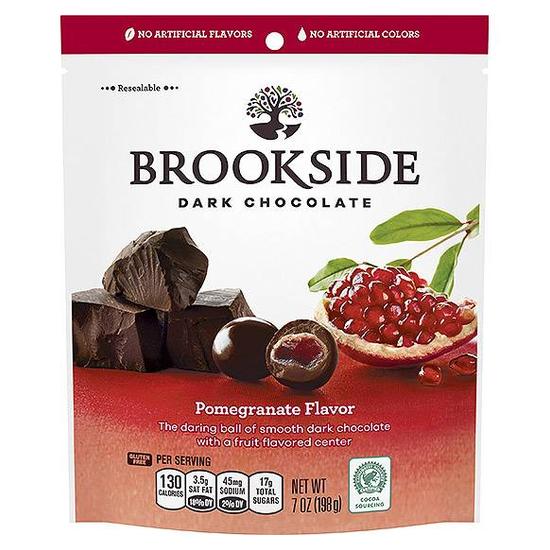 NO ARTIFICIAL FLAVORS NO ARTIFICIAL COLORS
Resealable
BROOKSIDE
DARK CHOCOLATE
Pomegranate Flavor
The daring ball of smooth dark chocolate
with a fruit flavored center
GLUTEN FREE
PER SERVING
130
CALORIES
3.5g
SAT FAT
18% DV
45mg
SODIUM
2% DV
17g
TOTAL
SUGARS
NET WT
7 OZ (198g)
COCOA
SOURCING